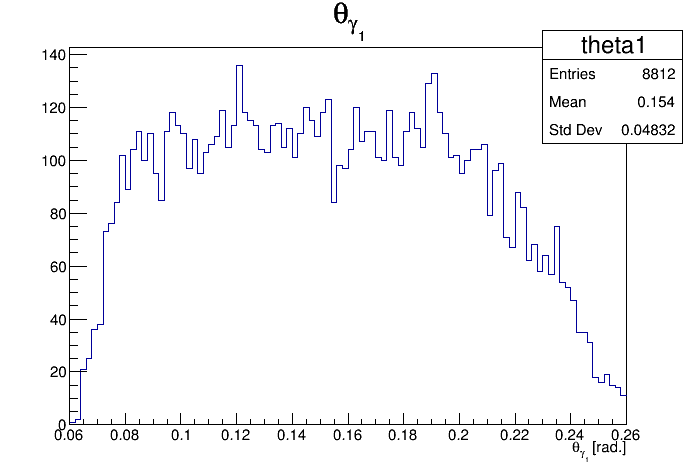 θγ1
theta1
Entries 8812
Mean 0.154
Std Dev 0.04832
140
120
100
80
60
40
20
0
0.06 0.08 0.1 0.12 0.14 0.16 0.18 0.2 0.22 0.24 0.26
θγ1 [rad.]